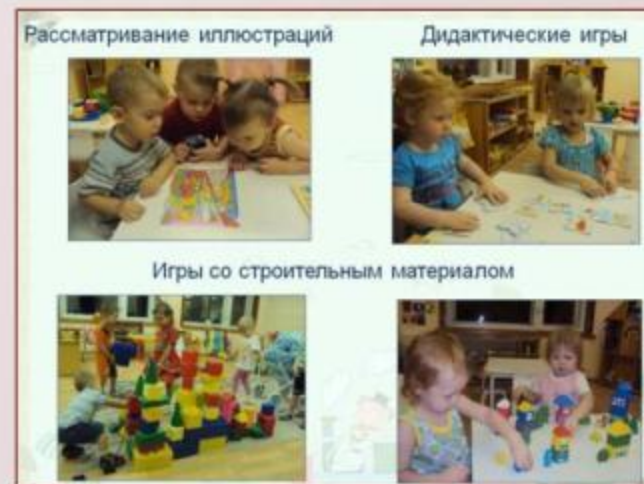 Рассматривание иллюстраций
Дидактические игры
Игры со строительным материалом